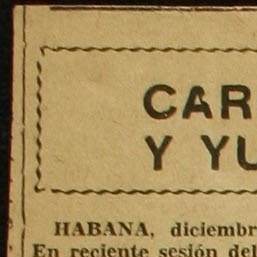 CAR
Y YU
HABANA, diciembr
En reciente sesión del